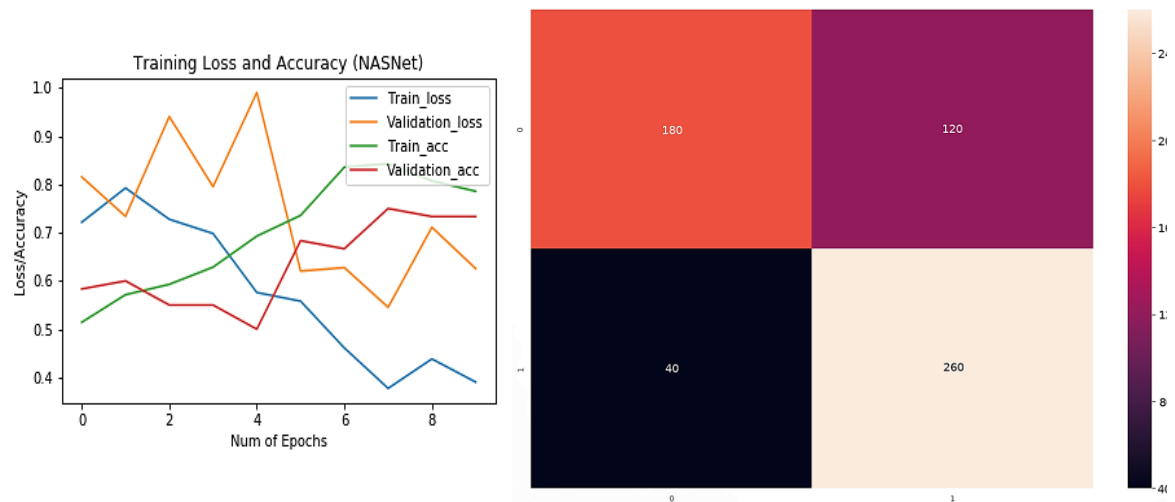 Training Loss and Accuracy (NASNet)
Loss/Accuracy
1.0
0.9
0.8
0.7
0.6
0.5
0.4
Train_loss
Validation_loss
Train_acc
Validation_acc
0 2 4 6 8
Num of Epochs
0
180 120
1
40 260
0 1
80
40